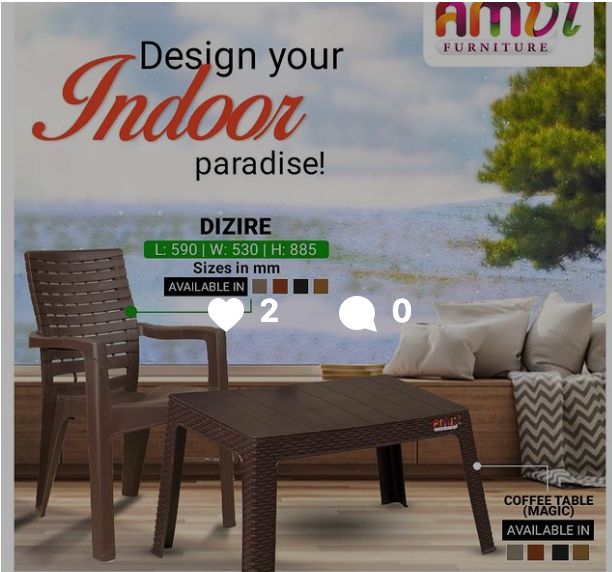 AMVI
FURNITURE
Design your
Indoor
paradise!
DIZIRE
L: 590 | W: 530 | H: 885
Sizes in mm
AVAILABLE IN
2 0
COFFEE TABLE
(MAGIC)
AVAILABLE IN